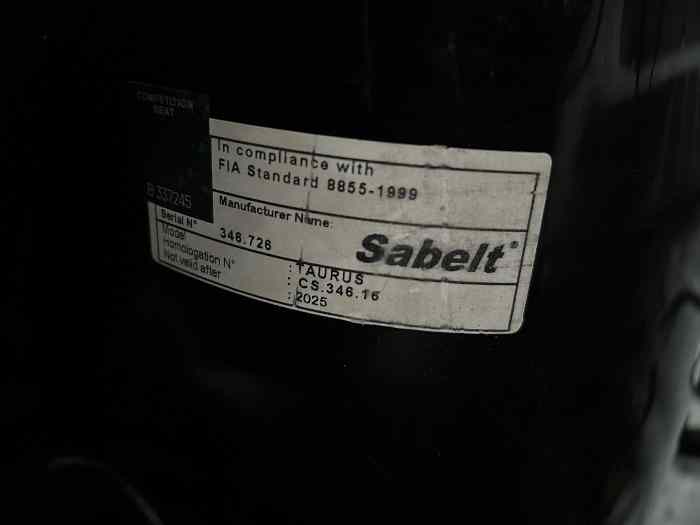 COMPETITION
SEAT
B 337245
In compliance with
FIA Standard 8855-1999
Manufacturer Name:
Sabelt
Serial N° 346.726
Model : TAURUS
Homologation N° : CS.346.16
Not valid after : 2025